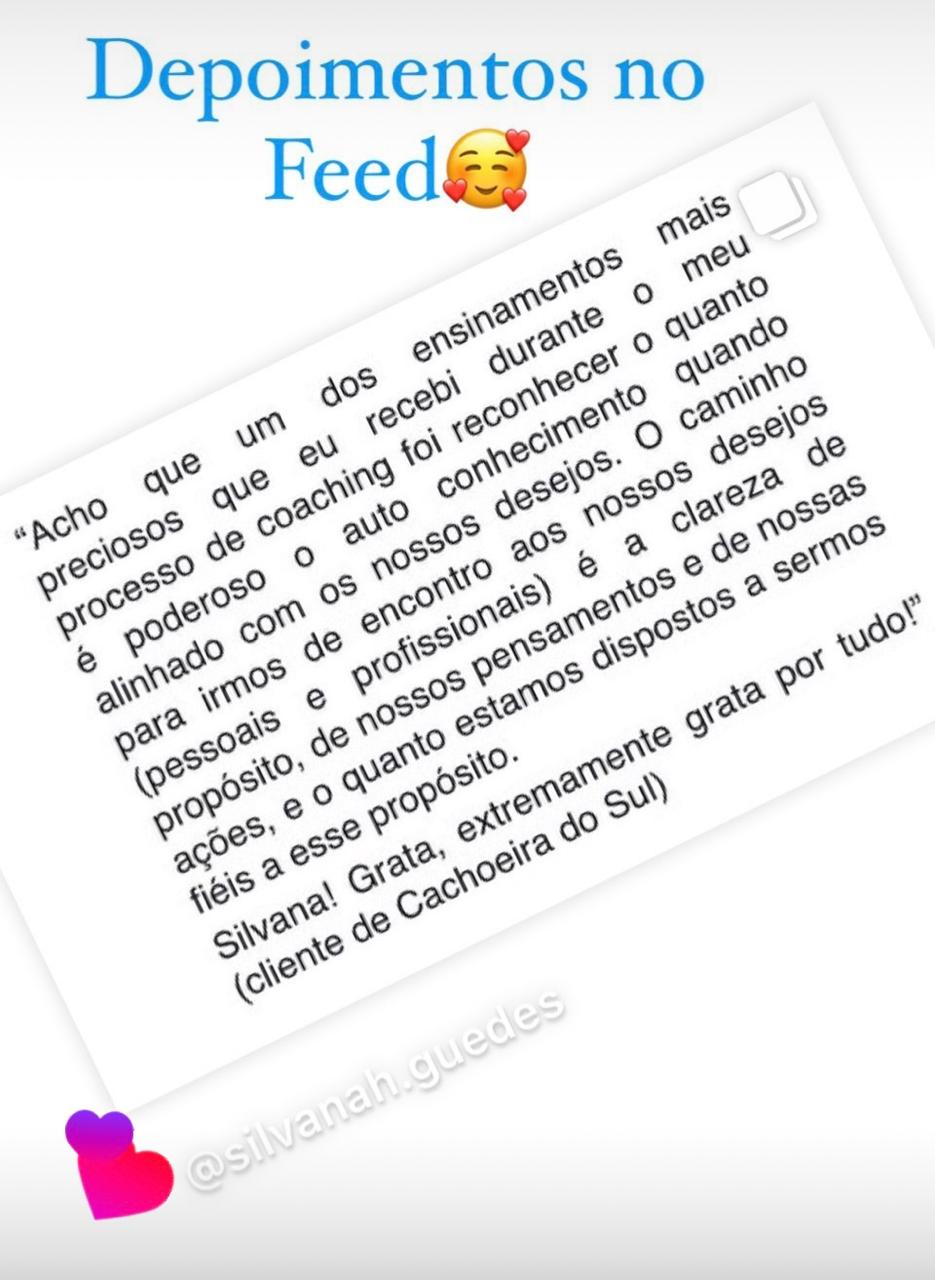 Depoimentos no
Feed🥰
“Acho que um dos ensinamentos mais
preciosos que eu recebi durante o meu
processo de coaching foi reconhecer o quanto
é poderoso o auto conhecimento quando
alinhado com os nossos desejos. O caminho
para irmos de encontro aos nossos desejos
(pessoais e profissionais) é a clareza de
propósito, de nossos pensamentos e de nossas
ações, e o quanto estamos dispostos a sermos
fiéis a esse propósito.
Silvana! Grata, extremamente grata por tudo!”
(cliente de Cachoeira do Sul)
@silvanah.guedes